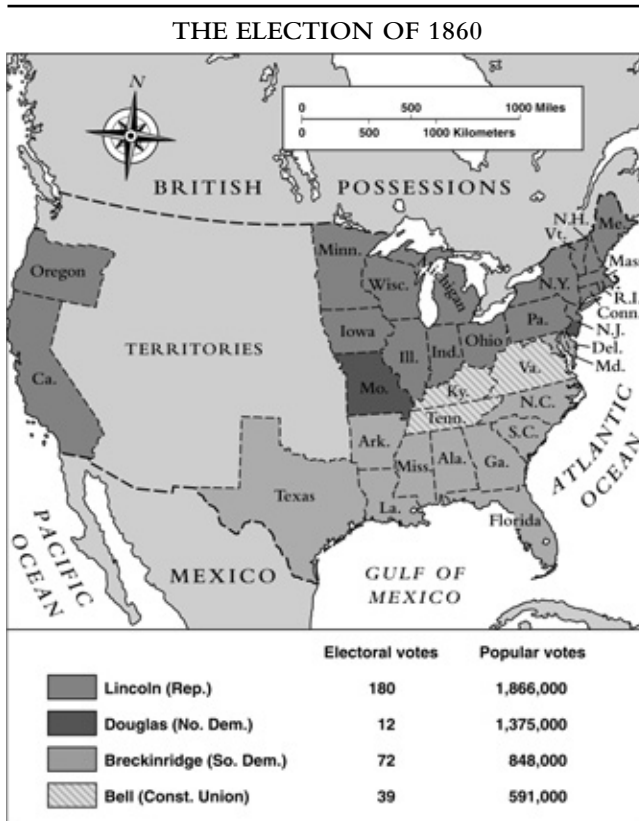 THE ELECTION OF 1860
N
0 500 1000 Miles
0 500 1000 Kilometers
BRITISH POSSESSIONS
Oregon
Ca.
TERRITORIES
Minn.
Wisc.
Michigan
Iowa
Ill.
Ind.
Ohio
Pa.
N.Y.
Vt.
N.H.
Me.
Mass
R.I.
Conn.
N.J.
Del.
Md.
Mo.
Ky.
Va.
Tenn.
N.C.
S.C.
Ark.
Miss.
Ala.
Ga.
Texas
La.
Florida
PACIFIC
OCEAN
MEXICO
GULF OF
MEXICO
ATLANTIC
OCEAN
Electoral votes Popular votes
Lincoln (Rep.) 180 1,866,000
Douglas (No. Dem.) 12 1,375,000
Breckinridge (So. Dem.) 72 848,000
Bell (Const. Union) 39 591,000